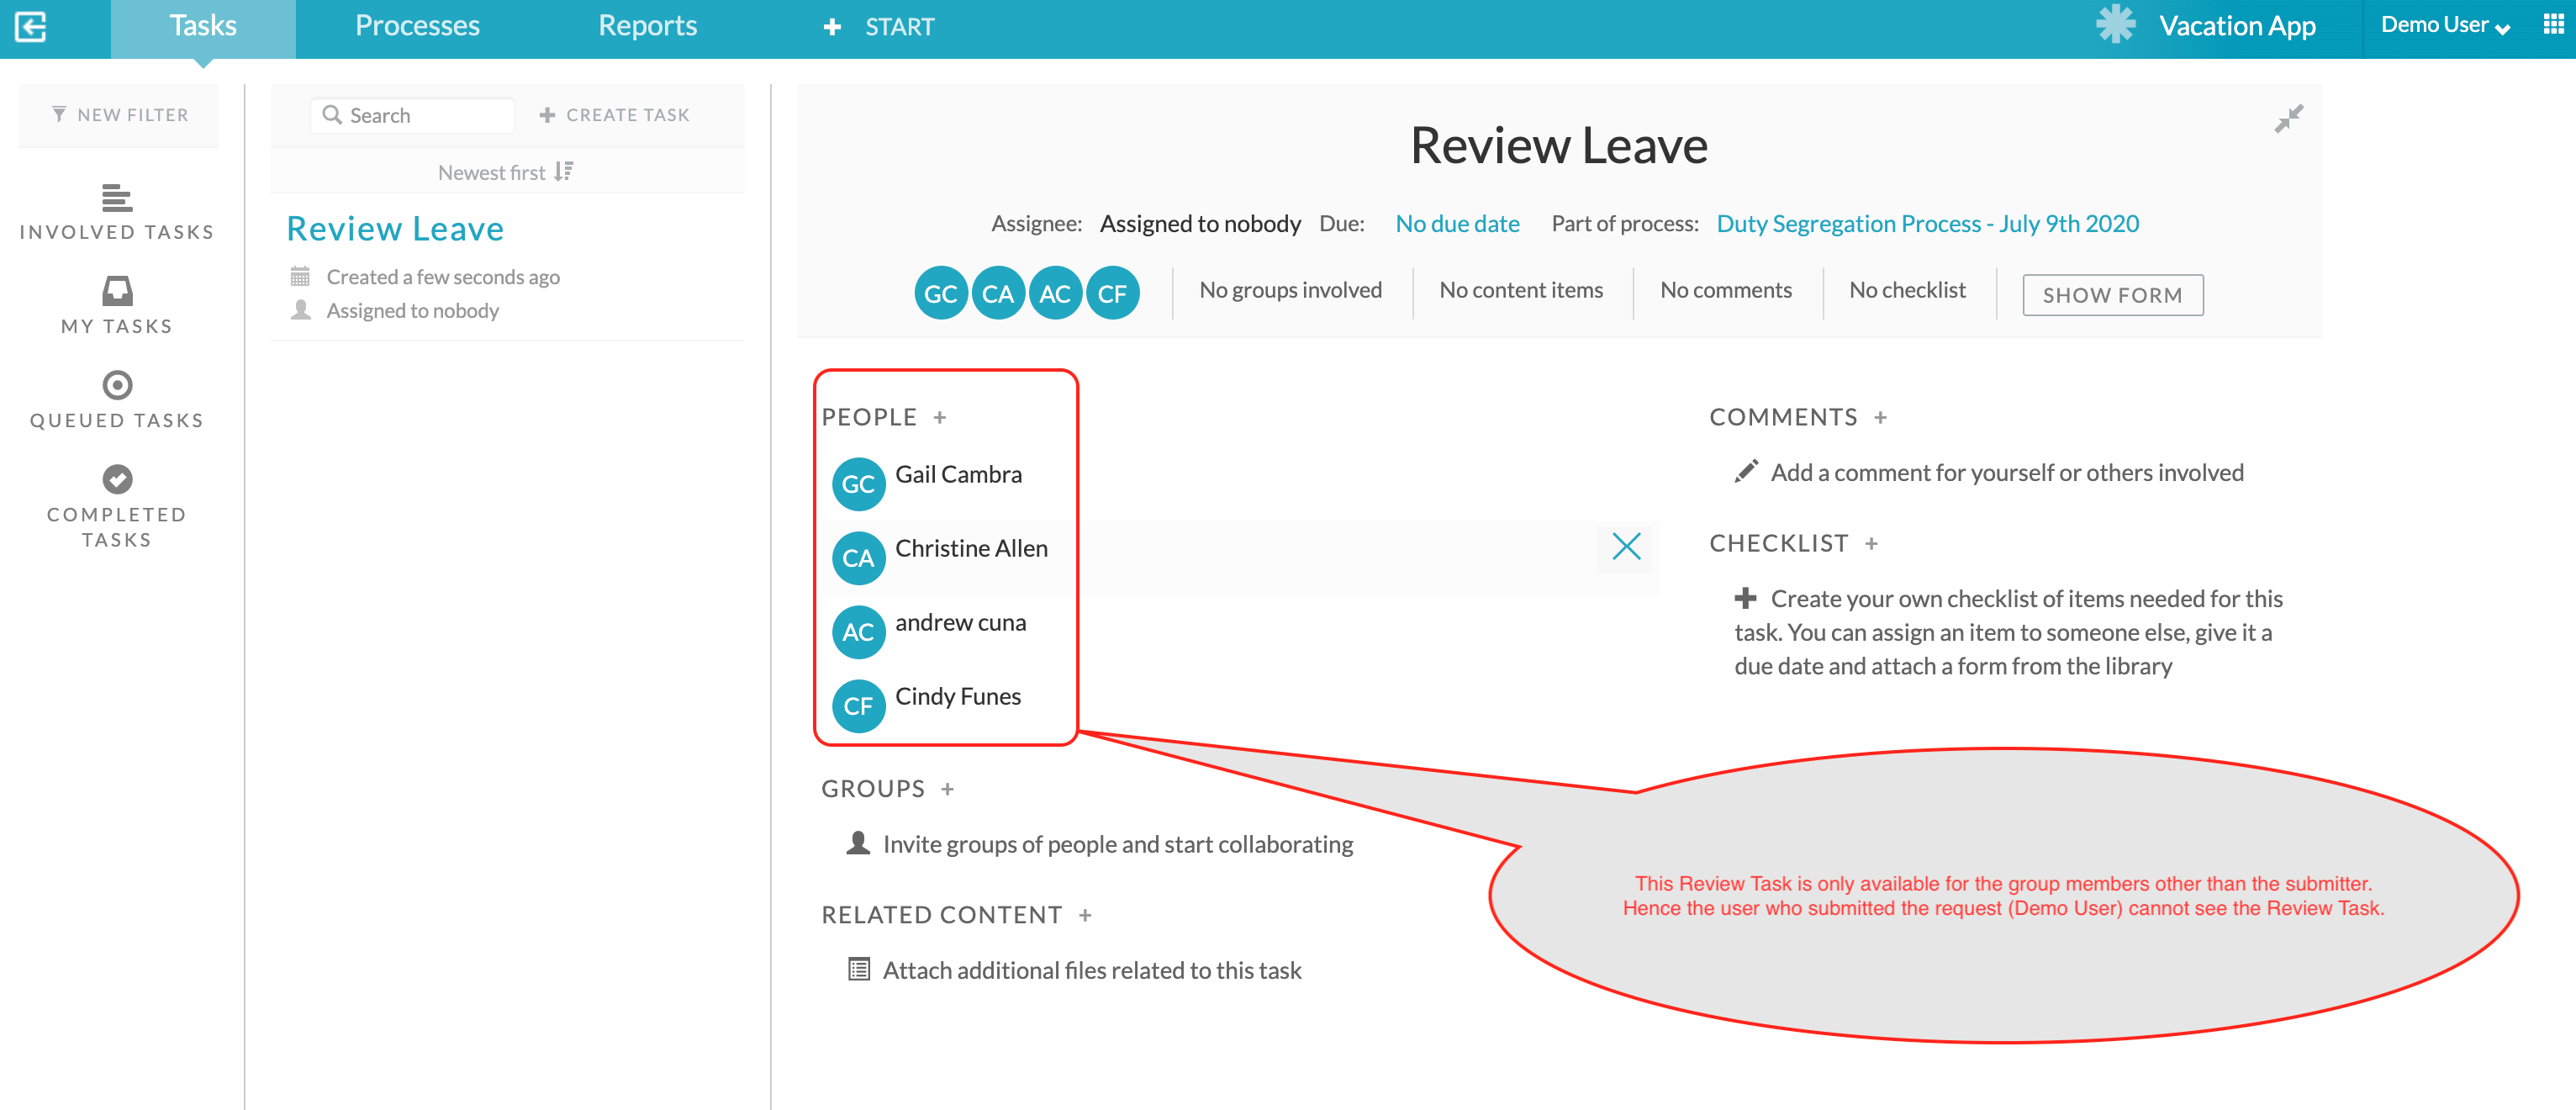 Tasks
Processes
Reports
START
Vacation App
Demo User
NEW FILTER
INVOLVED TASKS
MY TASKS
QUEUED TASKS
COMPLETED
TASKS
Search
CREATE TASK
Newest first
Review Leave
Created a few seconds ago
Assigned to nobody
Review Leave
Assignee: Assigned to nobody Due: No due date Part of process: Duty Segregation Process - July 9th 2020
GC CA AC CF No groups involved No content items No comments No checklist SHOW FORM
PEOPLE +
GC Gail Cambra
CA Christine Allen
AC andrew cuna
CF Cindy Funes
GROUPS +
Invite groups of people and start collaborating
RELATED CONTENT +
Attach additional files related to this task
COMMENTS +
Add a comment for yourself or others involved
CHECKLIST +
Create your own checklist of items needed for this
task. You can assign an item to someone else, give it a
due date and attach a form from the library
This Review Task is only available for the group members other than the submitter.
Hence the user who submitted the request (Demo User) cannot see the Review Task.